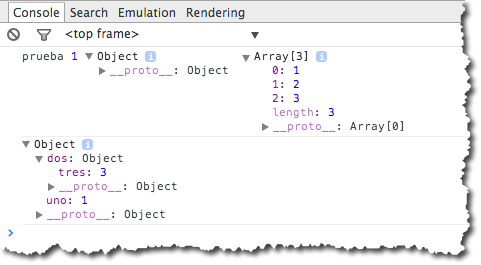 Console Search Emulation Rendering
<top frame>
prueba 1 Object i Array[3] i
__proto__: Object 0: 1
1: 2
2: 3
length: 3
__proto__: Array[0]
Object i
dos: Object
tres: 3
__proto__: Object
uno: 1
__proto__: Object
>